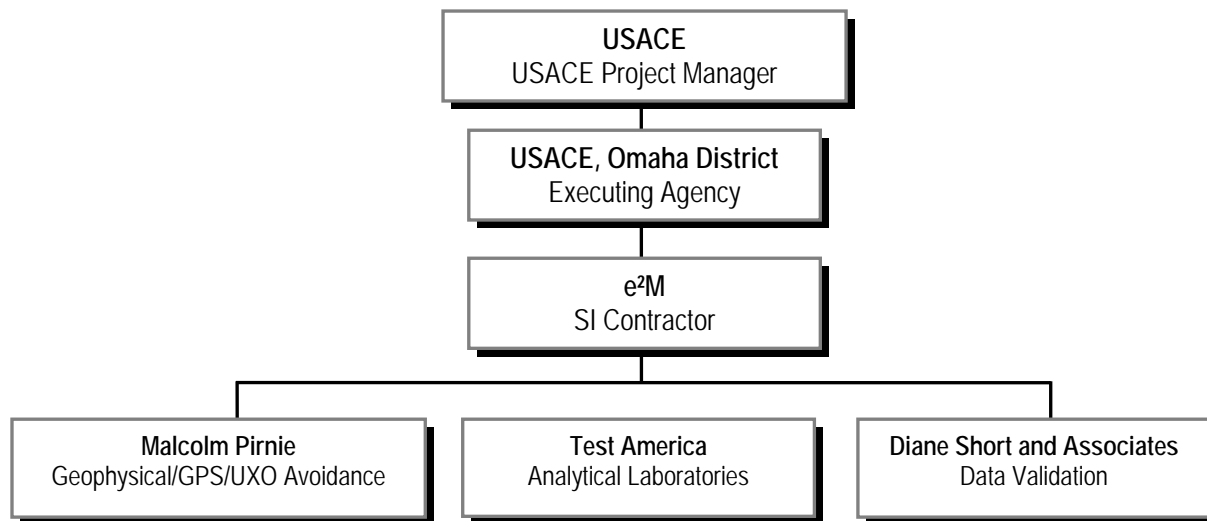 USACE
USACE Project Manager
USACE, Omaha District
Executing Agency
e²M
SI Contractor
Malcolm Pirnie
Geophysical/GPS/UXO Avoidance
Test America
Analytical Laboratories
Diane Short and Associates
Data Validation